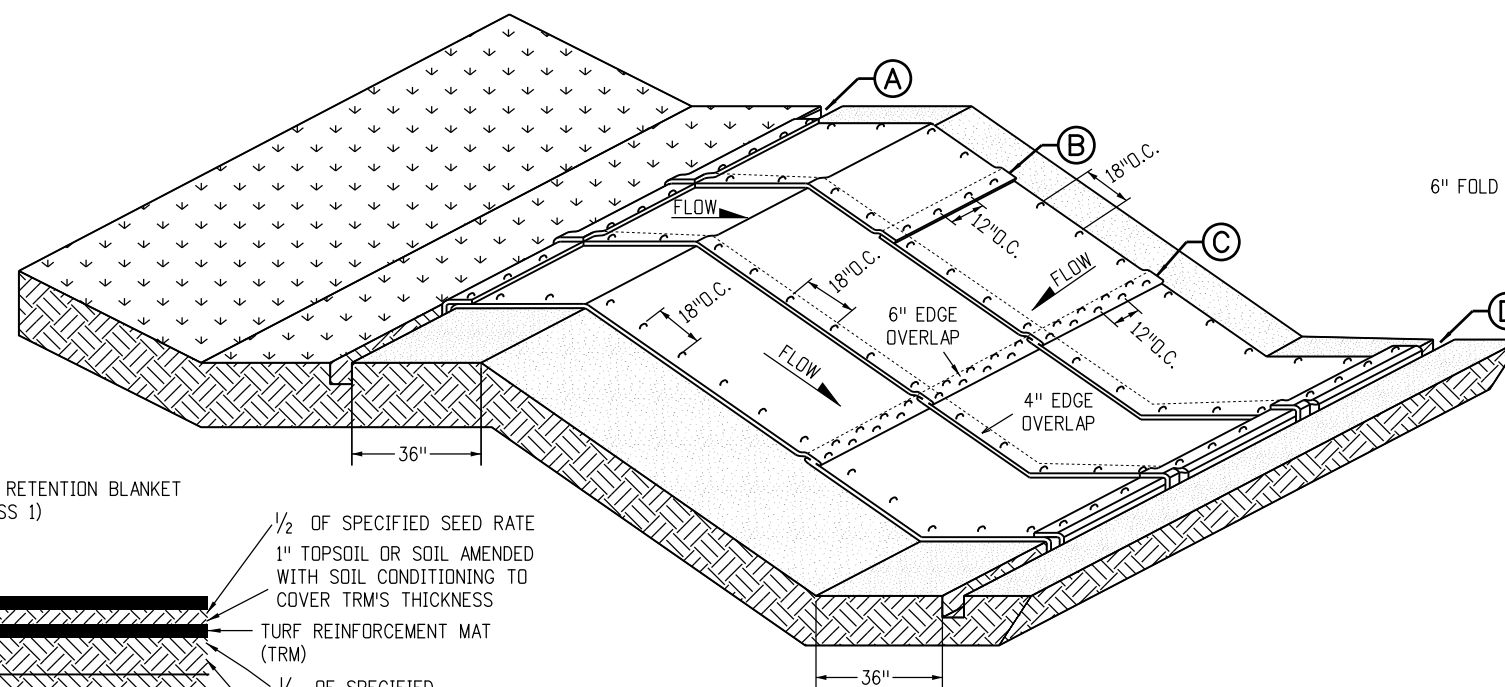 A
B
18"O.C.
6" FOLD
12"O.C.
FLOW
C
FLOW
18"O.C.
6" EDGE
OVERLAP
12"O.C.
18"O.C.
D
FLOW
4" EDGE
OVERLAP
36"
RETENTION BLANKET
SS 1)
1/2 OF SPECIFIED SEED RATE
1" TOPSOIL OR SOIL AMENDED
WITH SOIL CONDITIONING TO
COVER TRM'S THICKNESS
TURF REINFORCEMENT MAT
(TRM)
OF SPECIFIED
36"